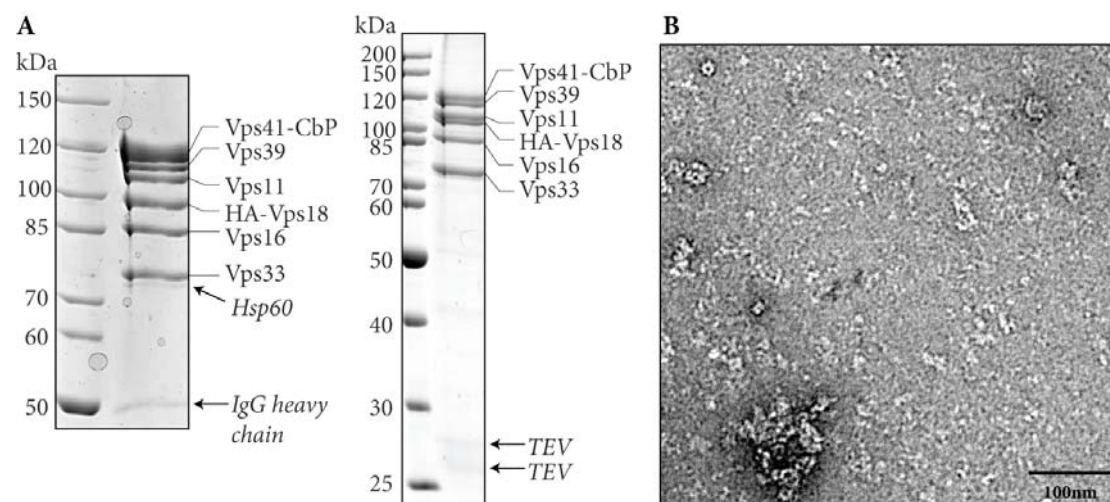 A
kDa
150
120
100
85
70
60
50
Vps41-CbP
Vps39
Vps11
HA-Vps18
Vps16
Vps33
Hsp60
IgG heavy
chain
kDa
200
150
120
100
85
70
60
50
40
30
25
Vps41-CbP
Vps39
Vps11
HA-Vps18
Vps16
Vps33
TEV
TEV
B
100nm